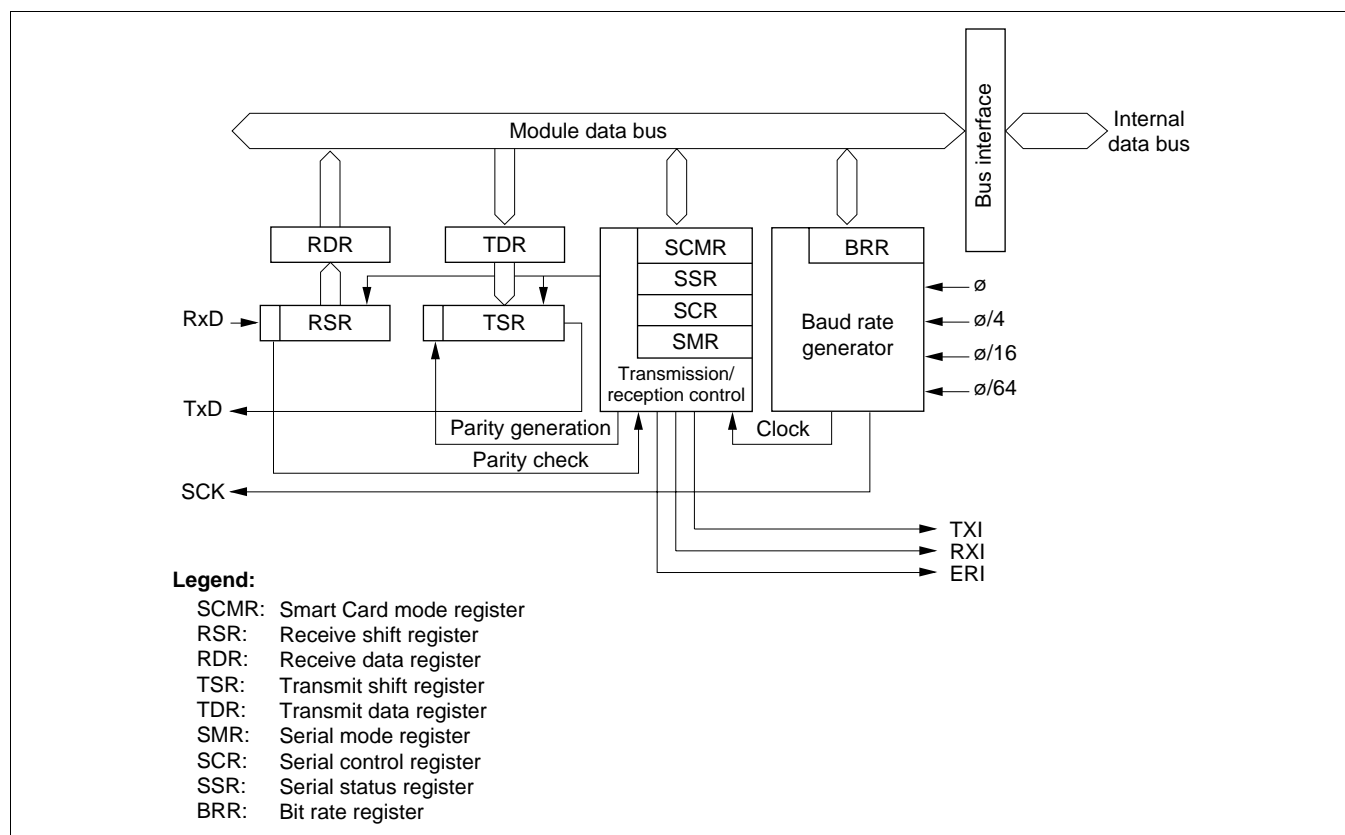 Module data bus
Bus interface
Internal
data bus
RDR
TDR
SCMR
SSR
SCR
SMR
Transmission/
reception control
BRR
Baud rate
generator
ø
ø/4
ø/16
ø/64
RxD
RSR
TSR
TxD
Parity generation
Clock
Parity check
SCK
TXI
RXI
ERI
Legend:
SCMR: Smart Card mode register
RSR: Receive shift register
RDR: Receive data register
TSR: Transmit shift register
TDR: Transmit data register
SMR: Serial mode register
SCR: Serial control register
SSR: Serial status register
BRR: Bit rate register